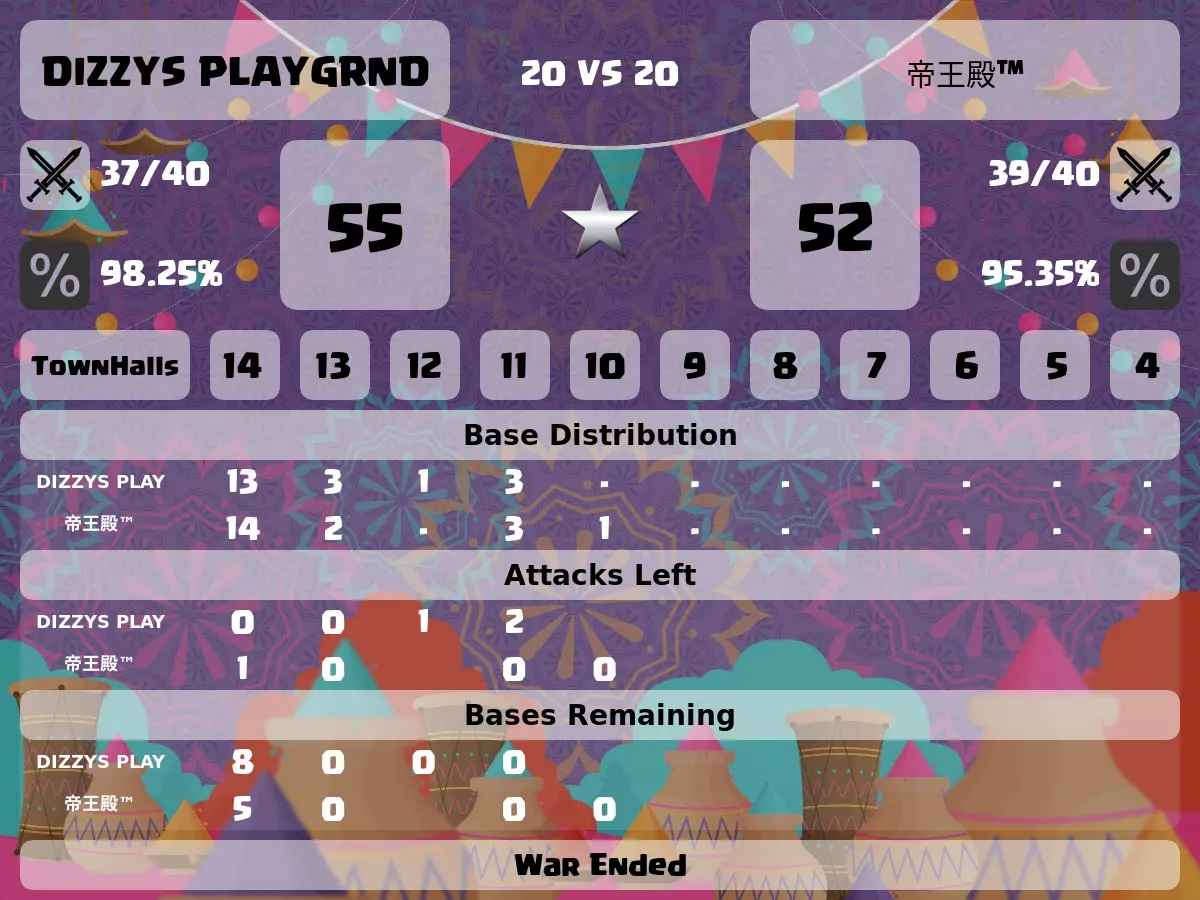 DIZZYS PLAYGRND 20 VS 20 帝王殿™
37/40 55 52 39/40
% 98.25% 95.35% %
TownHalls 14 13 12 11 10 9 8 7 6 5 4
Base Distribution
DIZZYS PLAY 13 3 1 3 - - - - - - -
帝王殿™ 14 2 - 3 1 - - - - - -
Attacks Left
DIZZYS PLAY 0 0 1 2
帝王殿™ 1 0 0 0
Bases Remaining
DIZZYS PLAY 8 0 0 0
帝王殿™ 5 0 0 0
War Ended